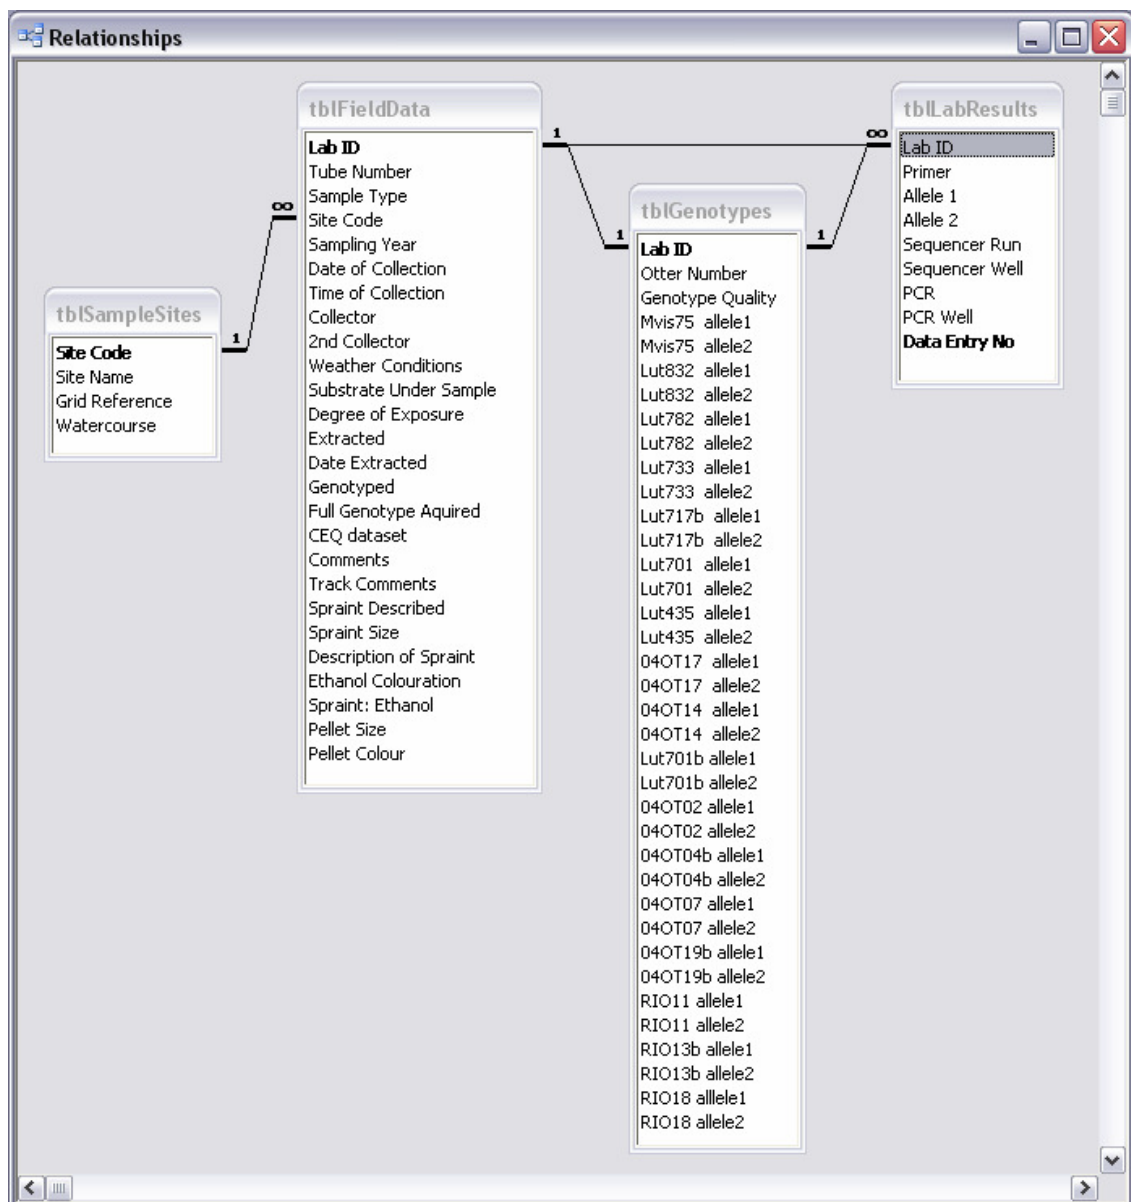 Relationships
tblSampleSites
Site Code
Site Name
Grid Reference
Watercourse
1
∞
tblFieldData
Lab ID
Tube Number
Sample Type
Site Code
Sampling Year
Date of Collection
Time of Collection
Collector
2nd Collector
Weather Conditions
Substrate Under Sample
Degree of Exposure
Extracted
Date Extracted
Genotyped
Full Genotype Aquired
CEQ dataset
Comments
Track Comments
Spraint Described
Spraint Size
Description of Spraint
Ethanol Colouration
Spraint: Ethanol
Pellet Size
Pellet Colour
1
1
tblGenotypes
Lab ID
Otter Number
Genotype Quality
Mvis75 allele1
Mvis75 allele2
Lut832 allele1
Lut832 allele2
Lut782 allele1
Lut782 allele2
Lut733 allele1
Lut733 allele2
Lut717b allele1
Lut717b allele2
Lut701 allele1
Lut701 allele2
Lut435 allele1
Lut435 allele2
04OT17 allele1
04OT17 allele2
04OT14 allele1
04OT14 allele2
Lut701b allele1
Lut701b allele2
04OT02 allele1
04OT02 allele2
04OT04b allele1
04OT04b allele2
04OT07 allele1
04OT07 allele2
04OT19b allele1
04OT19b allele2
RIO11 allele1
RIO11 allele2
RIO13b allele1
RIO13b allele2
RIO18 alllele1
RIO18 allele2
1
∞
tblLabResults
Lab ID
Primer
Allele 1
Allele 2
Sequencer Run
Sequencer Well
PCR
PCR Well
Data Entry No